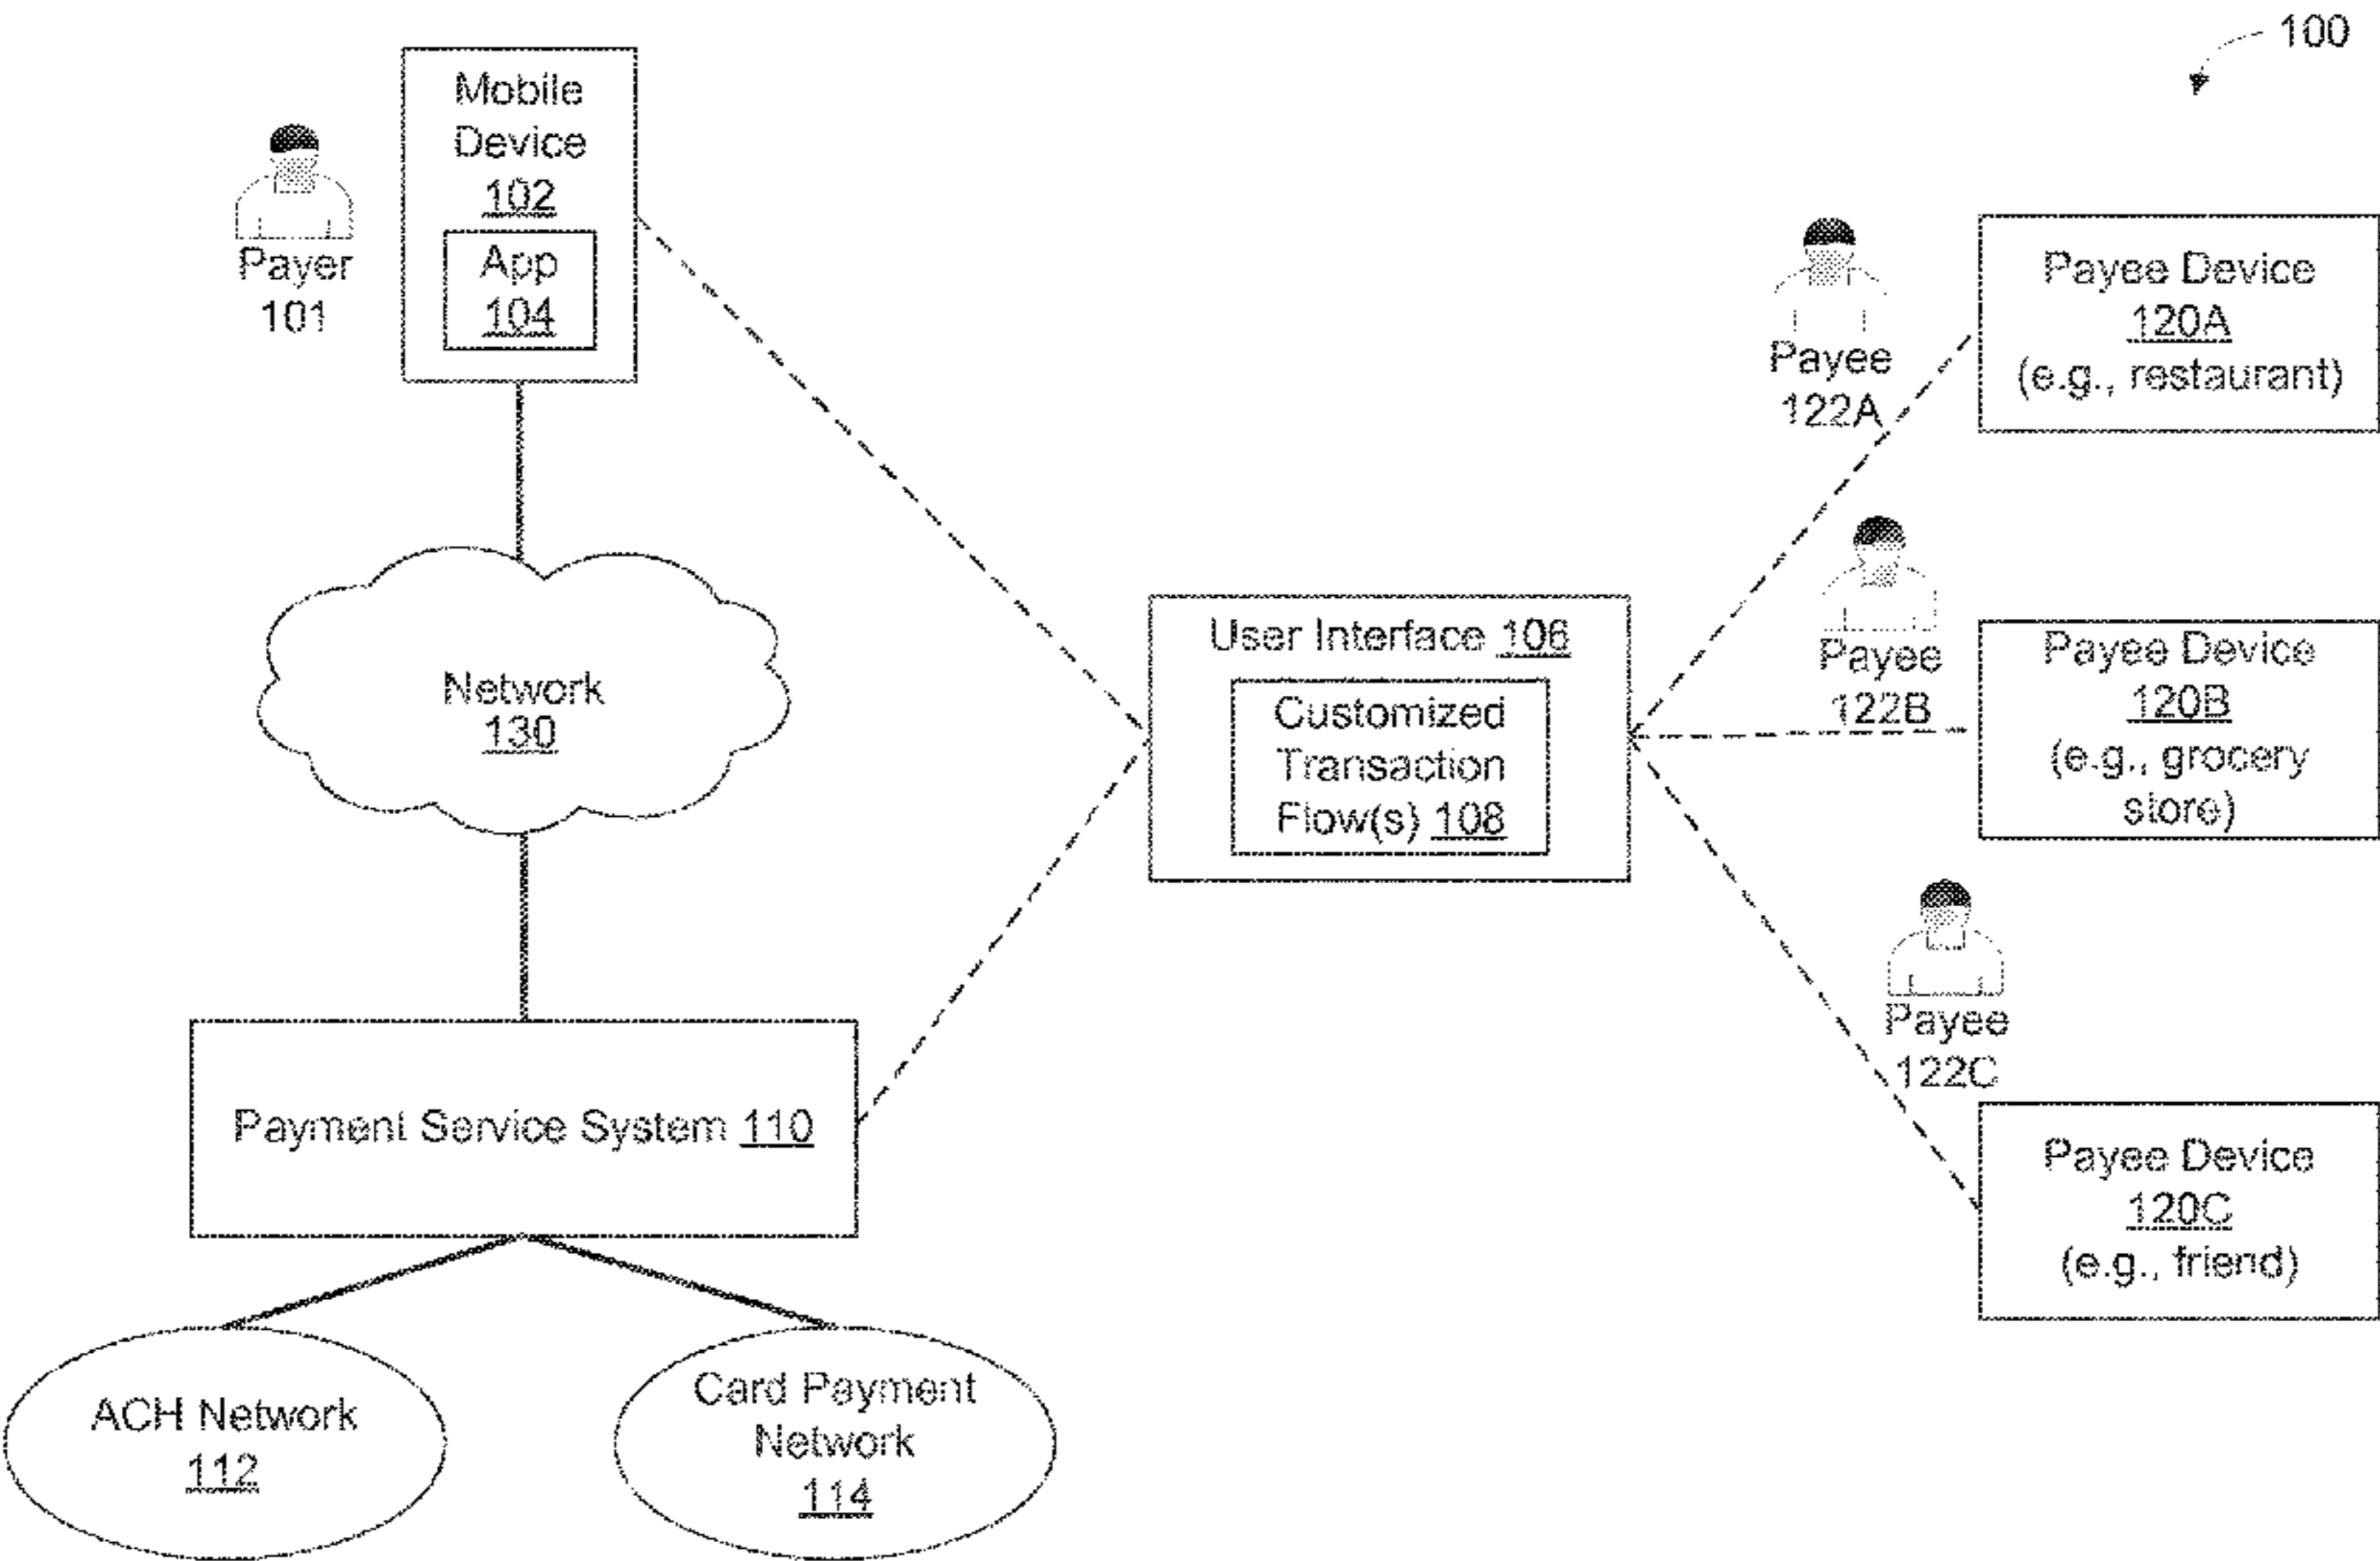 100
Mobile
Device
102
App
104
Payer
101
Payee
122A
Payee Device
120A
(e.g., restaurant)
Network
130
User Interface 106
Customized
Transaction
Flow(s) 108
Payee
122B
Payee Device
120B
(e.g., grocery
store)
Payee
122C
Payment Service System 110
Payee Device
120C
(e.g., friend)
ACH Network
112
Card Payment
Network
114